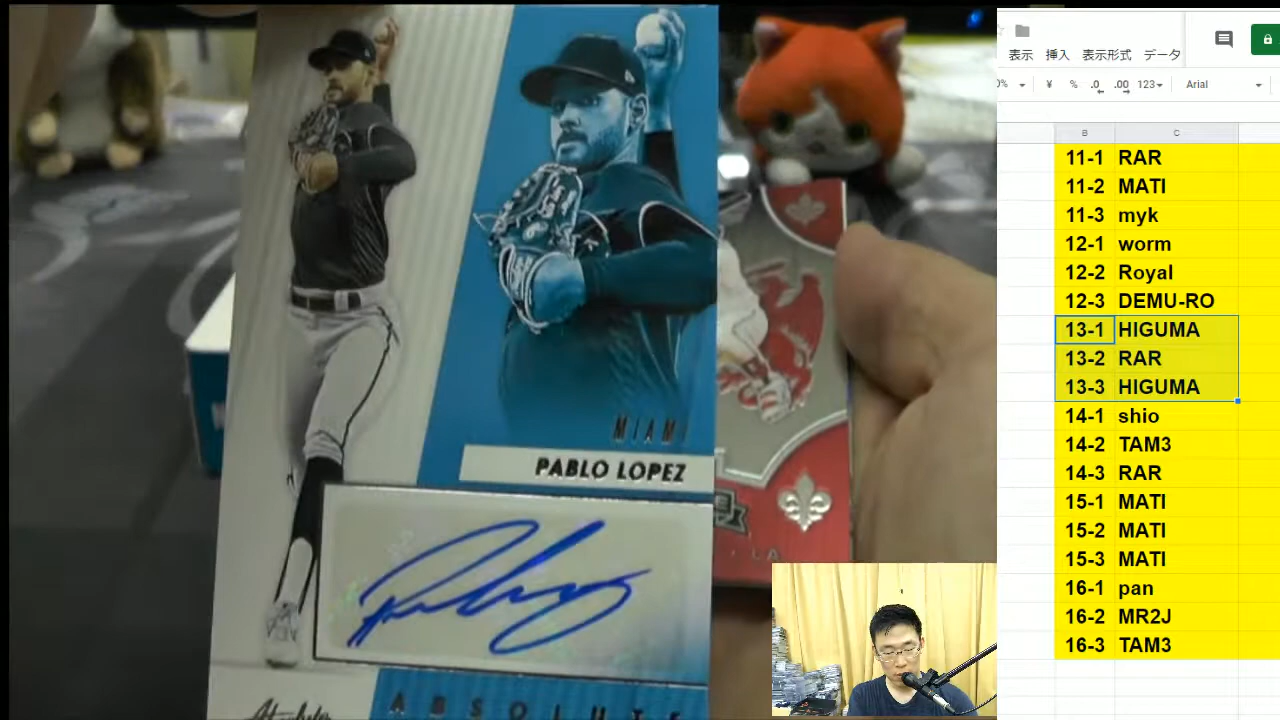 MIAMI
PABLO LOPEZ
ABSOLUTE
LA
表示 挿入 表示形式 データ
% ¥ % .0 .00 123 Arial
B C
11-1 RAR
11-2 MATI
11-3 myk
12-1 worm
12-2 Royal
12-3 DEMU-RO
13-1 HIGUMA
13-2 RAR
13-3 HIGUMA
14-1 shio
14-2 TAM3
14-3 RAR
15-1 MATI
15-2 MATI
15-3 MATI
16-1 pan
16-2 MR2J
16-3 TAM3